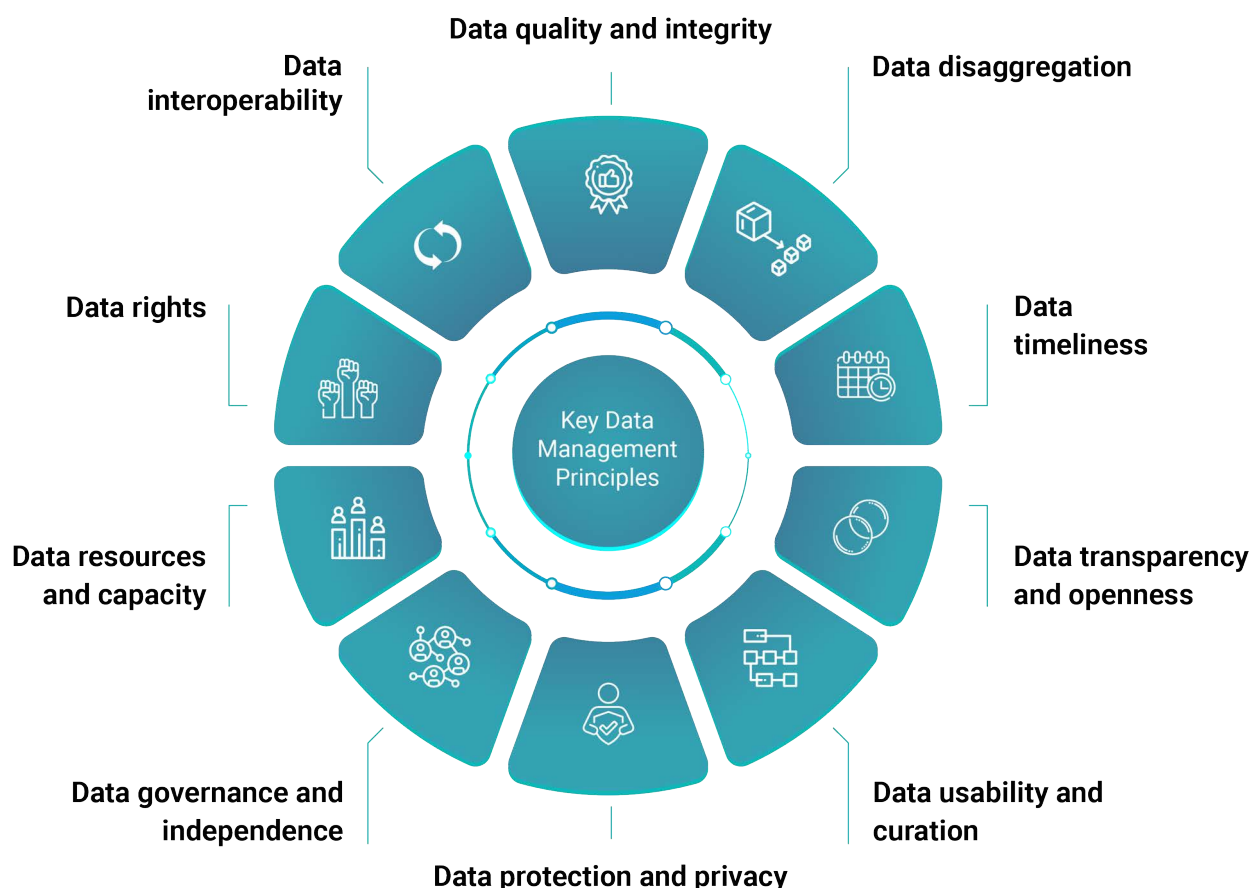 Data quality and integrity
Data
interoperability
Data disaggregation
Data rights
Data
timeliness
Key Data
Management
Principles
Data resources
and capacity
Data transparency
and openness
Data governance and
independence
Data usability and
curation
Data protection and privacy